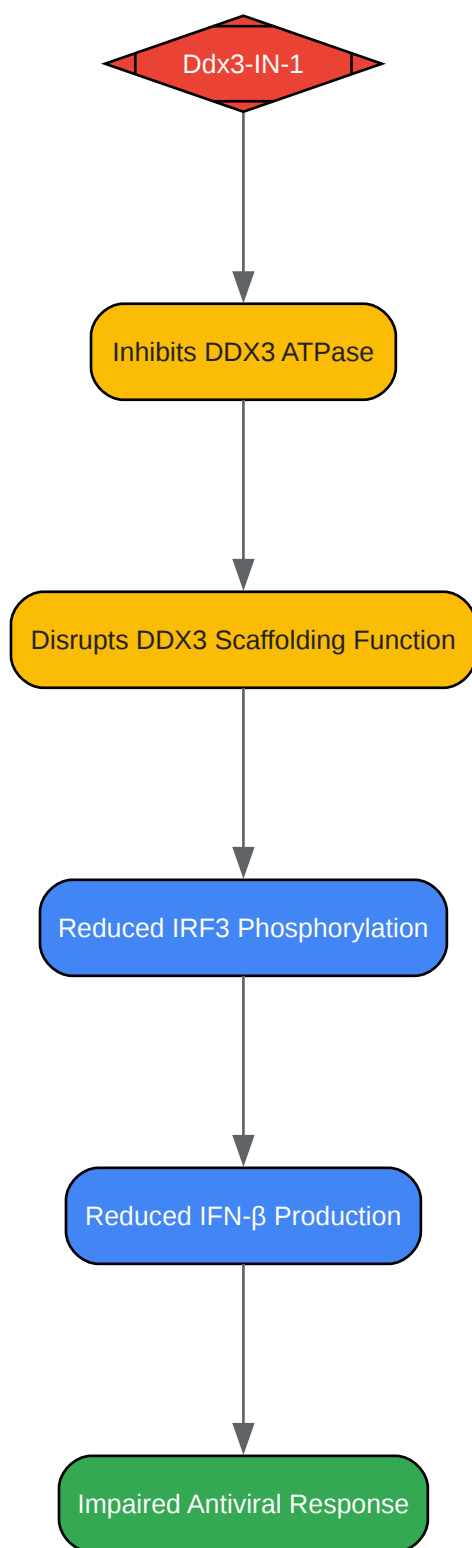 Ddx3-IN-1
Inhibits DDX3 ATPase
Disrupts DDX3 Scaffolding Function
Reduced IRF3 Phosphorylation
Reduced IFN-β Production
Impaired Antiviral Response